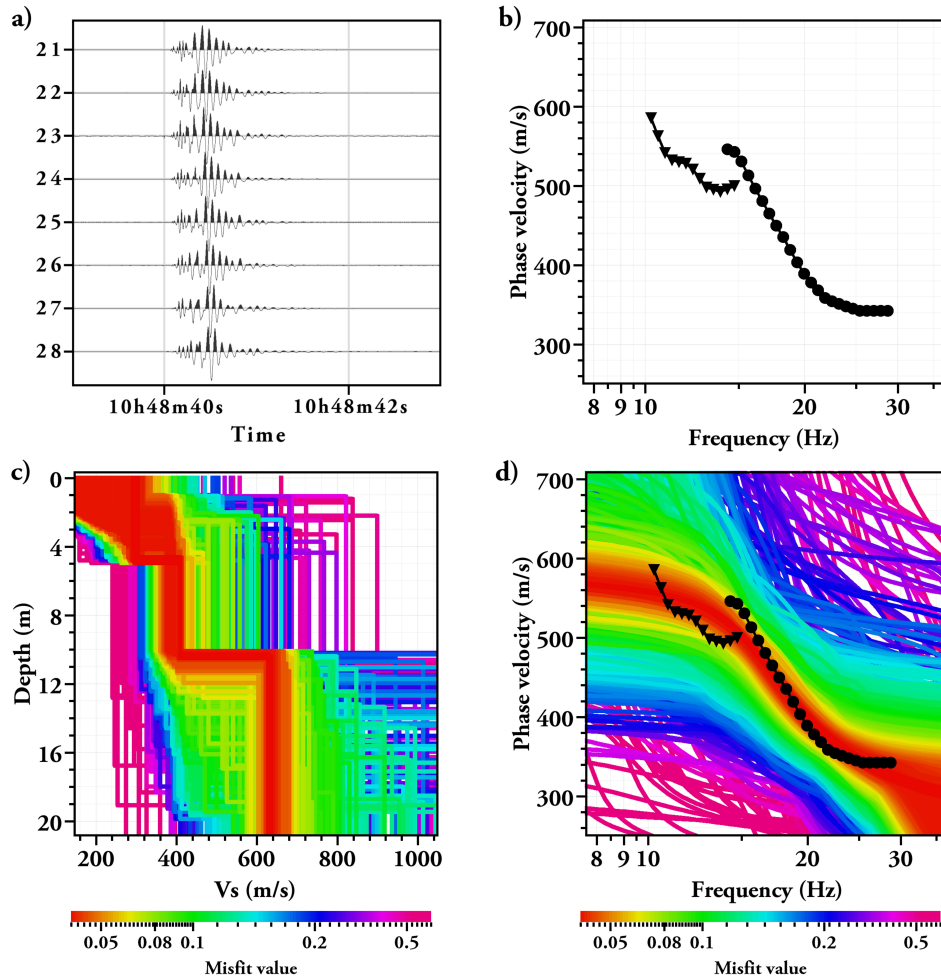 a)
21
22
23
24
25
26
27
28
10h48m40s 10h48m42s
Time
b)
Phase velocity (m/s)
700
600
500
400
300
8 9 10 20 30
Frequency (Hz)
c)
Depth (m)
0
4
8
12
16
20
200 400 600 800 1000
Vs (m/s)
0.05 0.08 0.1 0.2 0.5
Misfit value
d)
Phase velocity (m/s)
700
600
500
400
300
8 9 10 20 30
Frequency (Hz)
0.05 0.08 0.1 0.2 0.5
Misfit value